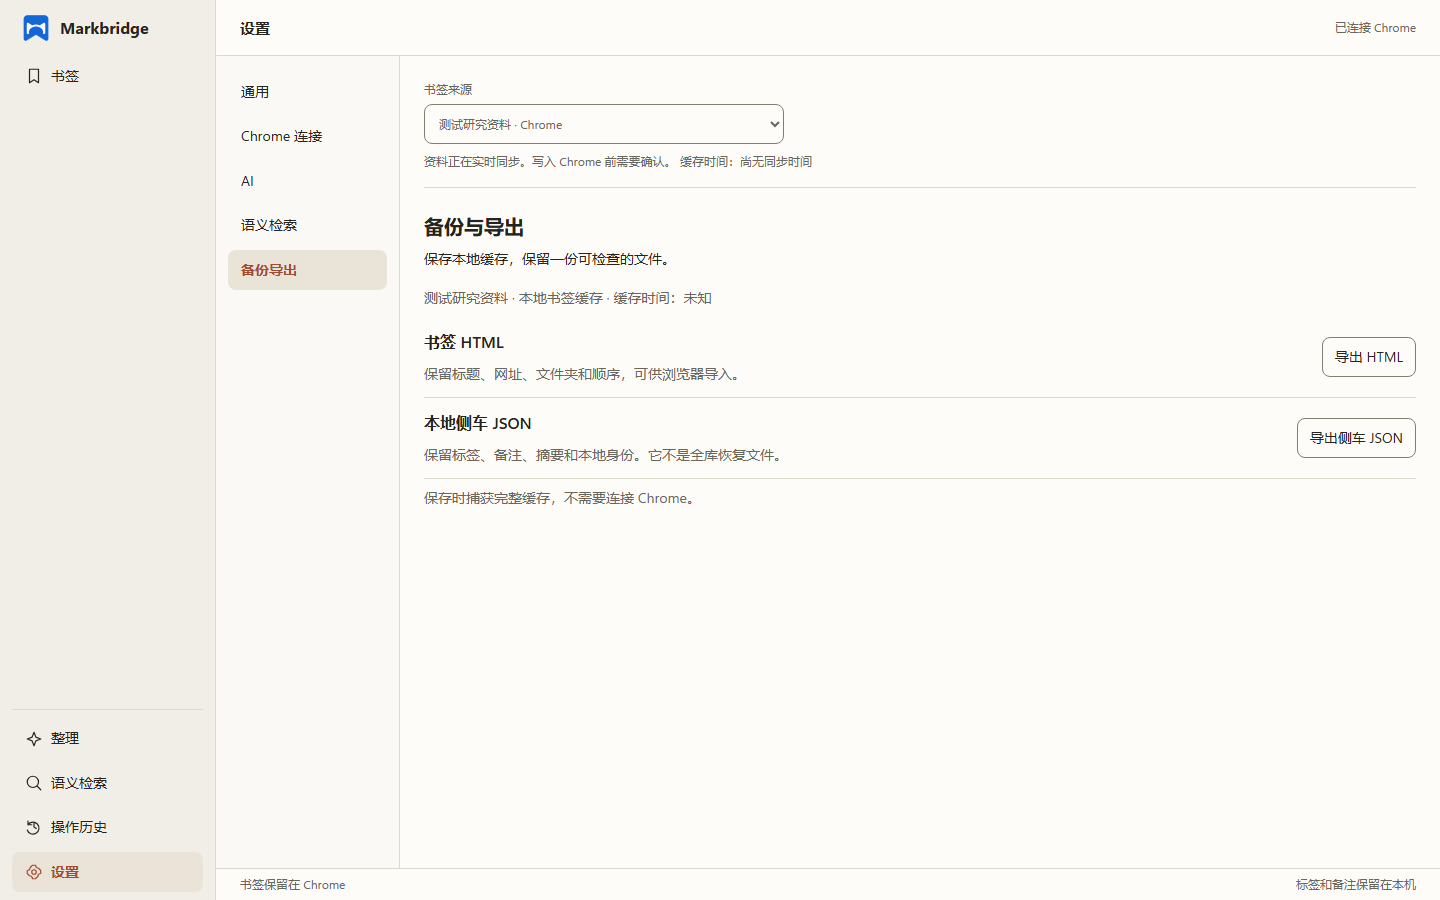 Markbridge
书签
整理
语义检索
操作历史
设置
设置
已连接 Chrome
通用
Chrome 连接
AI
语义检索
备份导出
书签来源
测试研究资料 · Chrome
资料正在实时同步。写入 Chrome 前需要确认。 缓存时间：尚无同步时间
备份与导出
保存本地缓存，保留一份可检查的文件。
测试研究资料 · 本地书签缓存 · 缓存时间：未知
书签 HTML
保留标题、网址、文件夹和顺序，可供浏览器导入。
导出 HTML
本地侧车 JSON
保留标签、备注、摘要和本地身份。它不是全库恢复文件。
导出侧车 JSON
保存时捕获完整缓存，不需要连接 Chrome。
书签保留在 Chrome
标签和备注保留在本机